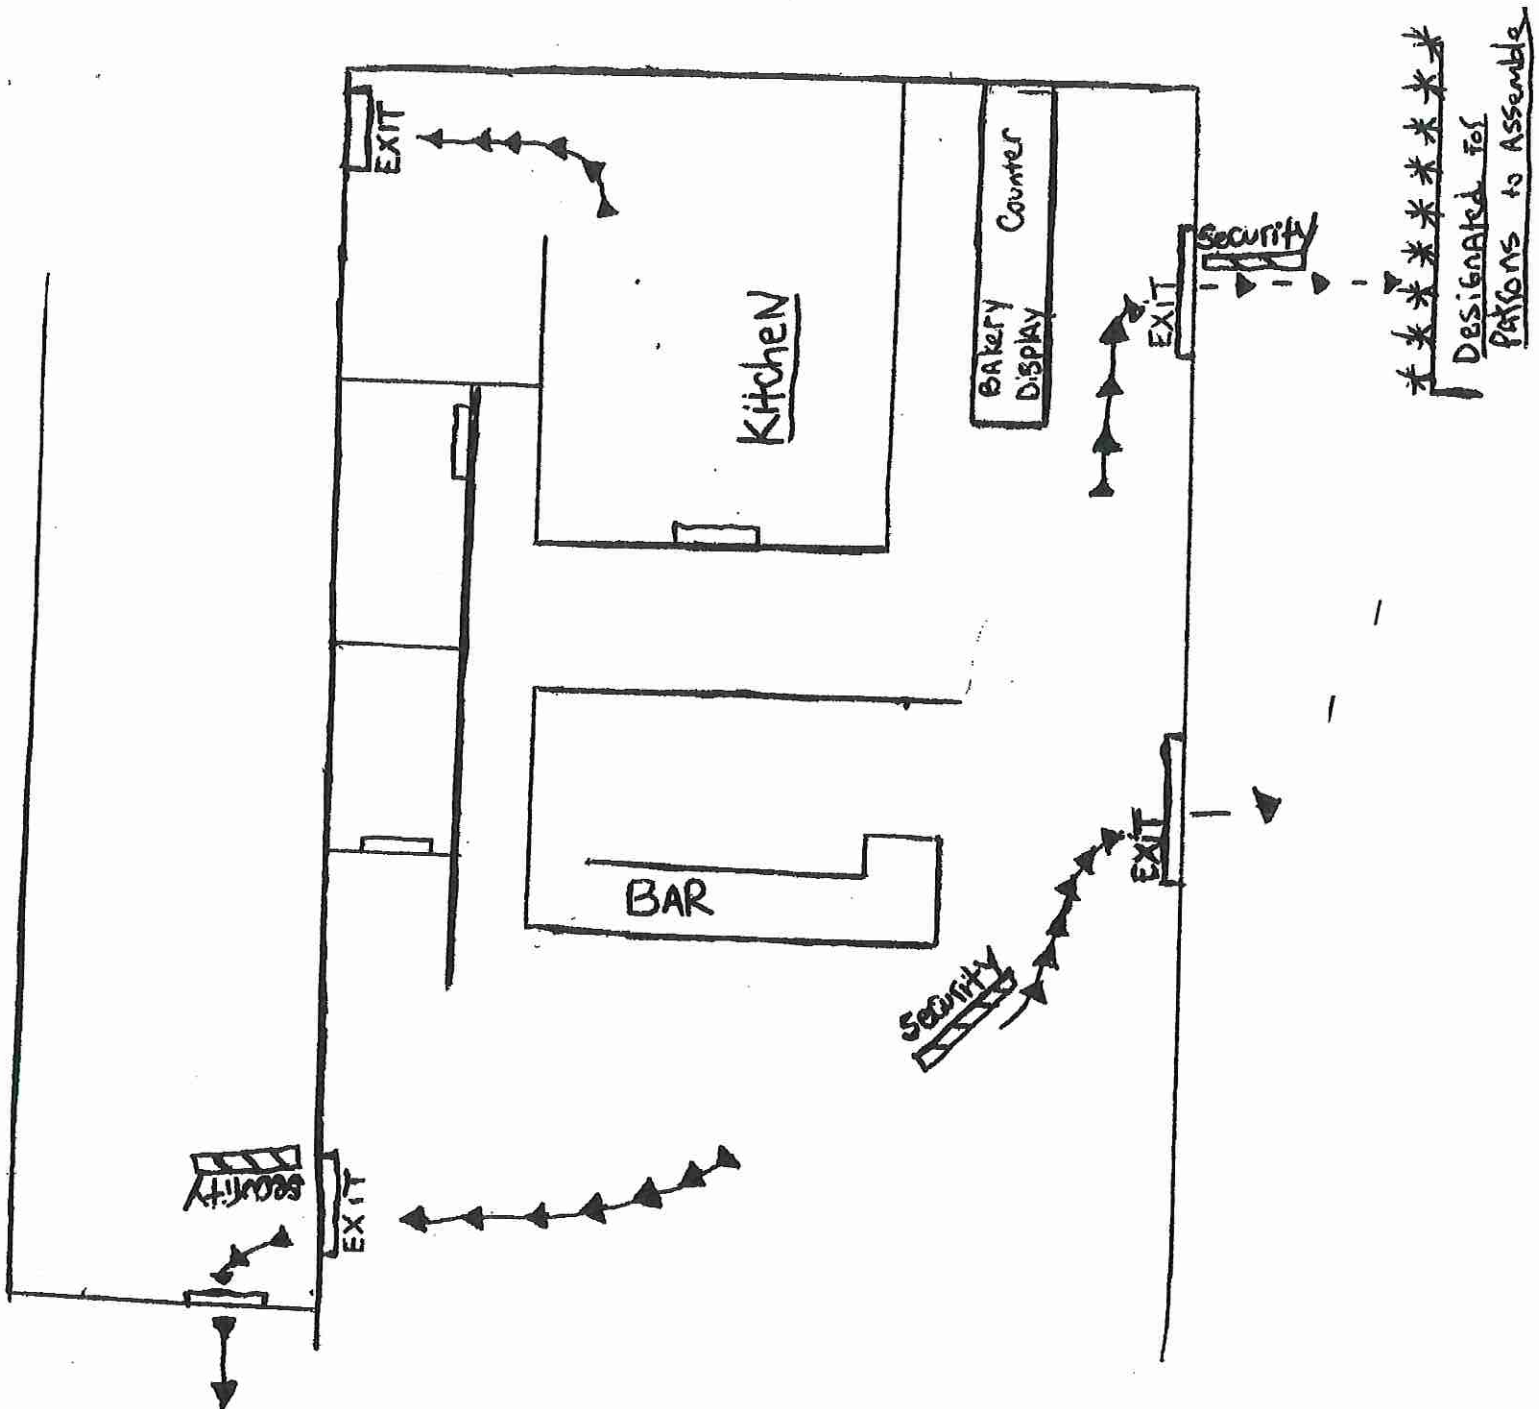 EXIT
Kitchen
Bakery Counter
Display
Security
EXIT
Designated for
Patrons to Assemble
BAR
EXIT
Security
Security
EXIT